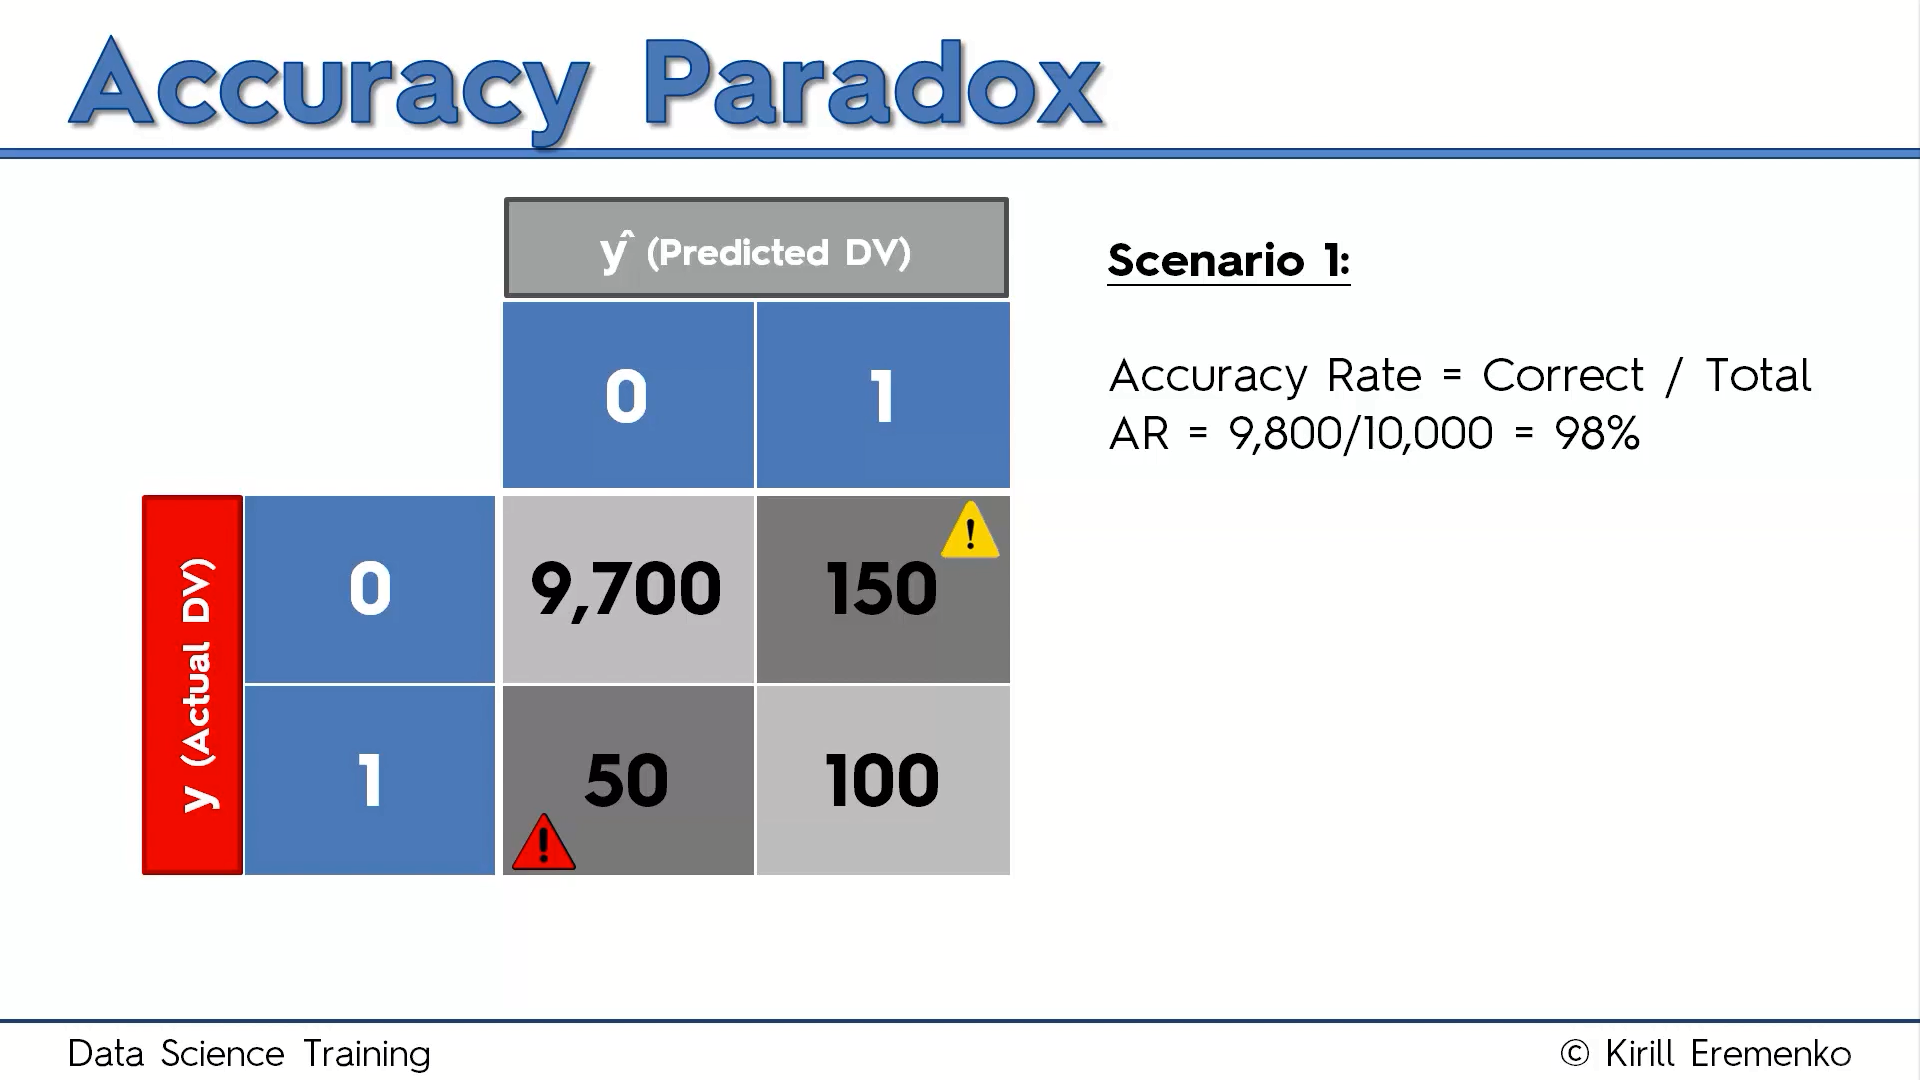 Accuracy Paradox
y^ (Predicted DV)
Scenario 1:
0 1
Accuracy Rate = Correct / Total
AR = 9,800/10,000 = 98%
y (Actual DV)
0 9,700 150
!
1 50 100
!
Data Science Training
© Kirill Eremenko